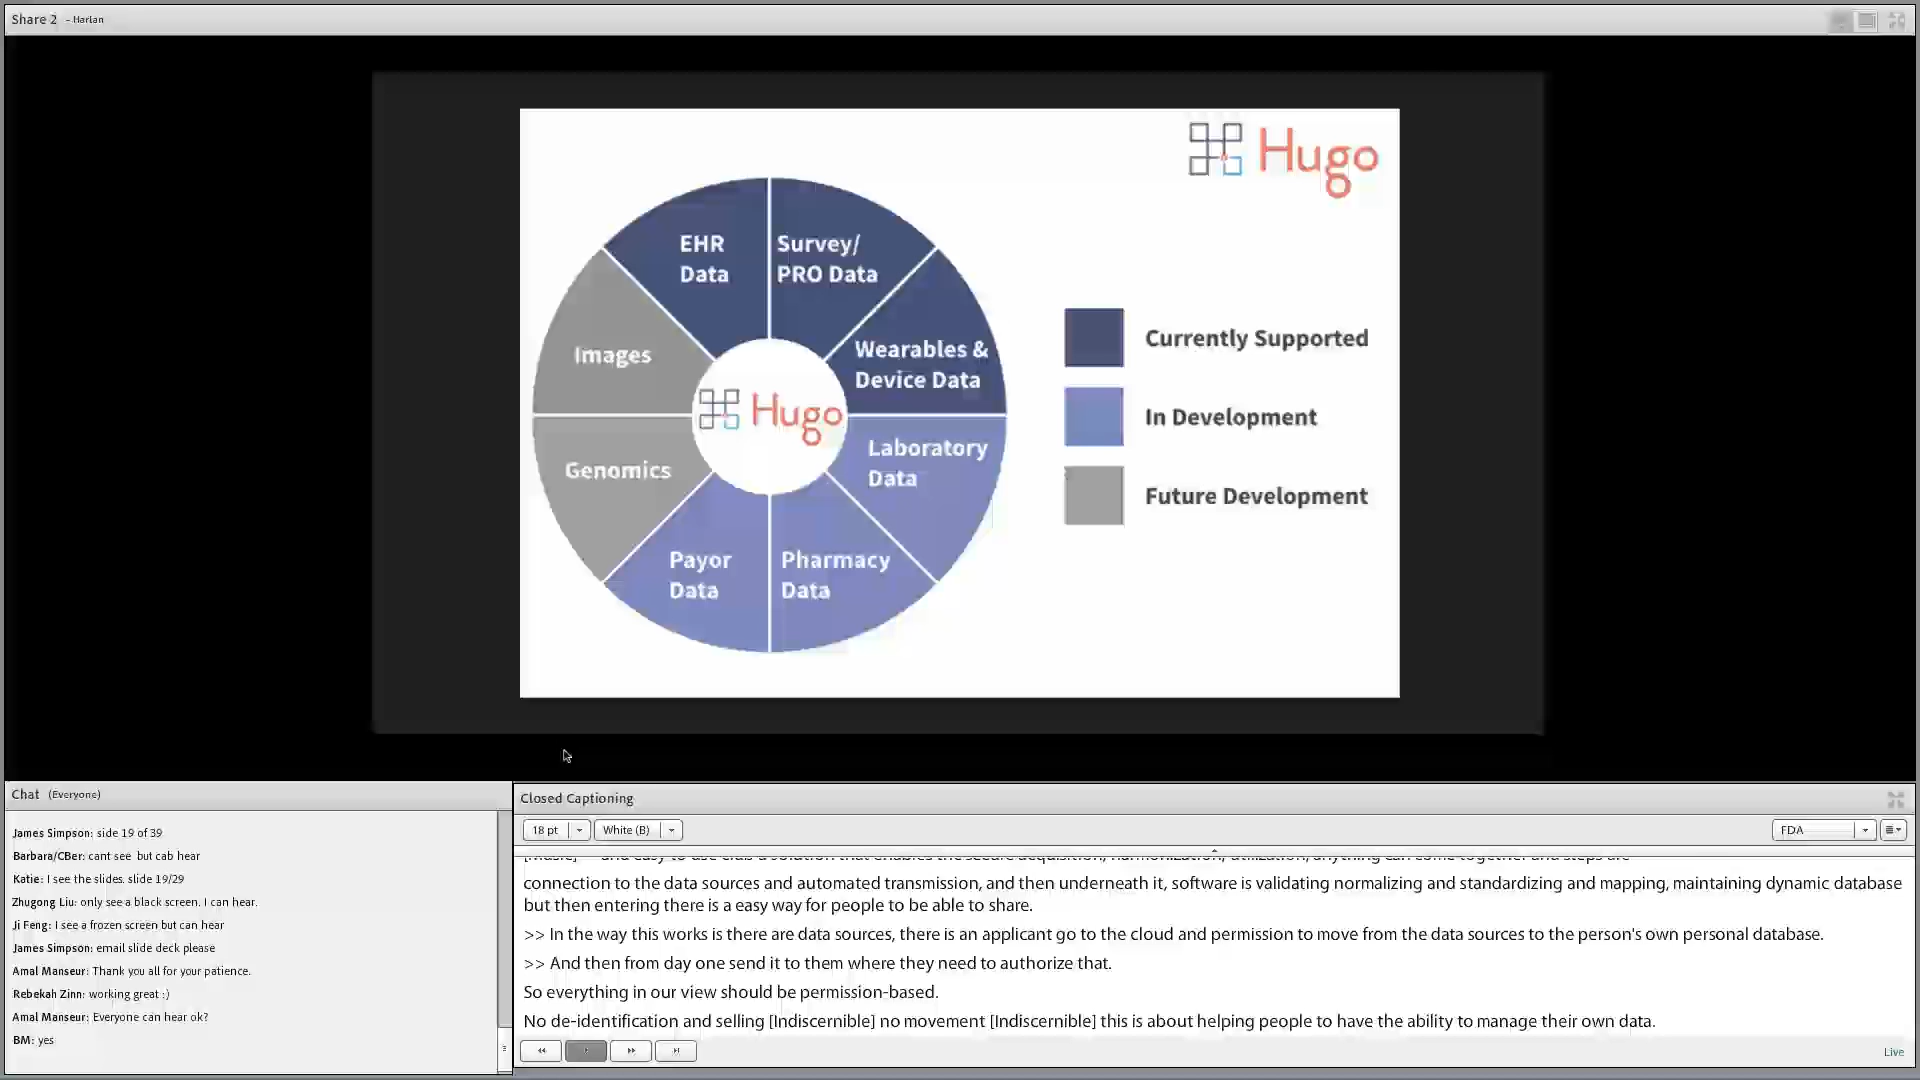 Share 2 - Harlan
Hugo
EHR
Data
Survey/
PRO Data
Images
Wearables &
Device Data
Hugo
Genomics
Laboratory
Data
Payor
Data
Pharmacy
Data
Currently Supported
In Development
Future Development
Chat (Everyone)
James Simpson: side 19 of 39
Barbara/CBer: cant see but cab hear
Katie: I see the slides. slide 19/29
Zhugong Liu: only see a black screen. I can hear.
Ji Feng: I see a frozen screen but can hear
James Simpson: email slide deck please
Amal Manseur: Thank you all for your patience.
Rebekah Zinn: working great :)
Amal Manseur: Everyone can hear ok?
BM: yes
Closed Captioning
18 pt White (B) FDA
connection to the data sources and automated transmission, and then underneath it, software is validating normalizing and standardizing and mapping, maintaining dynamic database
but then entering there is a easy way for people to be able to share.
>> In the way this works is there are data sources, there is an applicant go to the cloud and permission to move from the data sources to the person's own personal database.
>> And then from day one send it to them where they need to authorize that.
So everything in our view should be permission-based.
No de-identification and selling [Indiscernible] no movement [Indiscernible] this is about helping people to have the ability to manage their own data.
Live